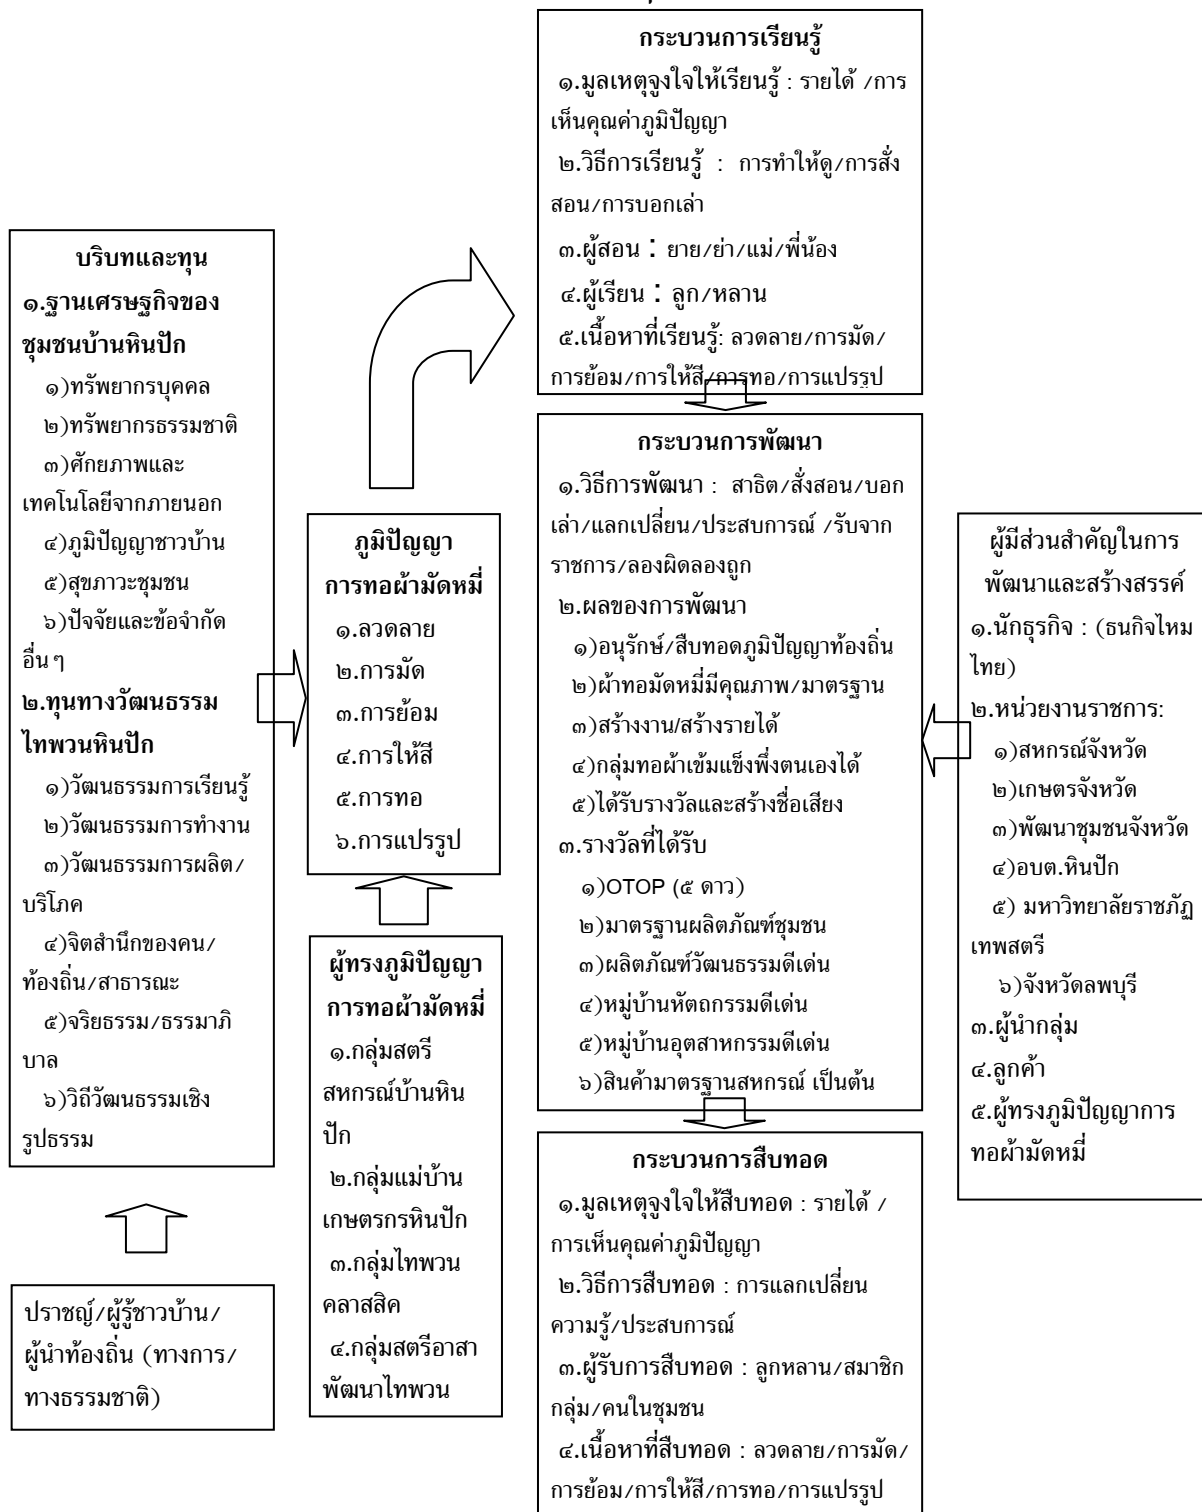 กระบวนการเรียนรู้
๑.มูลเหตุจูงใจให้เรียนรู้ : รายได้ /การ
เห็นคุณค่าภูมิปัญญา
๒.วิธีการเรียนรู้ : การทำให้ดู/การสั่ง
สอน/การบอกเล่า
๓.ผู้สอน : ยาย/ย่า/แม่/พี่น้อง
๔.ผู้เรียน : ลูก/หลาน
๕.เนื้อหาที่เรียนรู้: ลวดลาย/การมัด/
การย้อม/การให้สี/การทอ/การแปรรูป
บริบทและทุน
๑.ฐานเศรษฐกิจของ
ชุมชนบ้านหินปัก
๑)ทรัพยากรบุคคล
๒)ทรัพยากรธรรมชาติ
๓)ศักยภาพและ
เทคโนโลยีจากภายนอก
๔)ภูมิปัญญาชาวบ้าน
๕)สุขภาวะชุมชน
๖)ปัจจัยและข้อจำกัด
อื่น ๆ
๒.ทุนทางวัฒนธรรม
ไทพวนหินปัก
๑)วัฒนธรรมการเรียนรู้
๒)วัฒนธรรมการทำงาน
๓)วัฒนธรรมการผลิต/
บริโภค
๔)จิตสำนึกของคน/
ท้องถิ่น/สาธารณะ
๕)จริยธรรม/ธรรมาภิ
บาล
๖)วิถีวัฒนธรรมเชิง
รูปธรรม
ปราชญ์/ผู้รู้ชาวบ้าน/
ผู้นำท้องถิ่น (ทางการ/
ทางธรรมชาติ)
ภูมิปัญญา
การทอผ้ามัดหมี่
๑.ลวดลาย
๒.การมัด
๓.การย้อม
๔.การให้สี
๕.การทอ
๖.การแปรรูป
ผู้ทรงภูมิปัญญา
การทอผ้ามัดหมี่
๑.กลุ่มสตรี
สหกรณ์บ้านหิน
ปัก
๒.กลุ่มแม่บ้าน
เกษตรกรหินปัก
๓.กลุ่มไทพวน
คลาสสิค
๔.กลุ่มสตรีอาสา
พัฒนาไทพวน
กระบวนการพัฒนา
๑.วิธีการพัฒนา : สาธิต/สั่งสอน/บอก
เล่า/แลกเปลี่ยน/ประสบการณ์ /รับจาก
ราชการ/ลองผิดลองถูก
๒.ผลของการพัฒนา
๑)อนุรักษ์/สืบทอดภูมิปัญญาท้องถิ่น
๒)ผ้าทอมัดหมี่มีคุณภาพ/มาตรฐาน
๓)สร้างงาน/สร้างรายได้
๔)กลุ่มทอผ้าเข้มแข็งพึ่งตนเองได้
๕)ได้รับรางวัลและสร้างชื่อเสียง
๓.รางวัลที่ได้รับ
๑)OTOP (๕ ดาว)
๒)มาตรฐานผลิตภัณฑ์ชุมชน
๓)ผลิตภัณฑ์วัฒนธรรมดีเด่น
๔)หมู่บ้านหัตถกรรมดีเด่น
๕)หมู่บ้านอุตสาหกรรมดีเด่น
๖)สินค้ามาตรฐานสหกรณ์ เป็นต้น
กระบวนการสืบทอด
๑.มูลเหตุจูงใจให้สืบทอด : รายได้ /
การเห็นคุณค่าภูมิปัญญา
๒.วิธีการสืบทอด : การแลกเปลี่ยน
ความรู้/ประสบการณ์
๓.ผู้รับการสืบทอด : ลูกหลาน/สมาชิก
กลุ่ม/คนในชุมชน
๔.เนื้อหาที่สืบทอด : ลวดลาย/การมัด/
การย้อม/การให้สี/การทอ/การแปรรูป
ผู้มีส่วนสำคัญในการ
พัฒนาและสร้างสรรค์
๑.นักธุรกิจ : (ธนกิจไหม
ไทย)
๒.หน่วยงานราชการ:
๑)สหกรณ์จังหวัด
๒)เกษตรจังหวัด
๓)พัฒนาชุมชนจังหวัด
๔)อบต.หินปัก
๕) มหาวิทยาลัยราชภัฏ
เทพสตรี
๖)จังหวัดลพบุรี
๓.ผู้นำกลุ่ม
๔.ลูกค้า
๕.ผู้ทรงภูมิปัญญาการ
ทอผ้ามัดหมี่